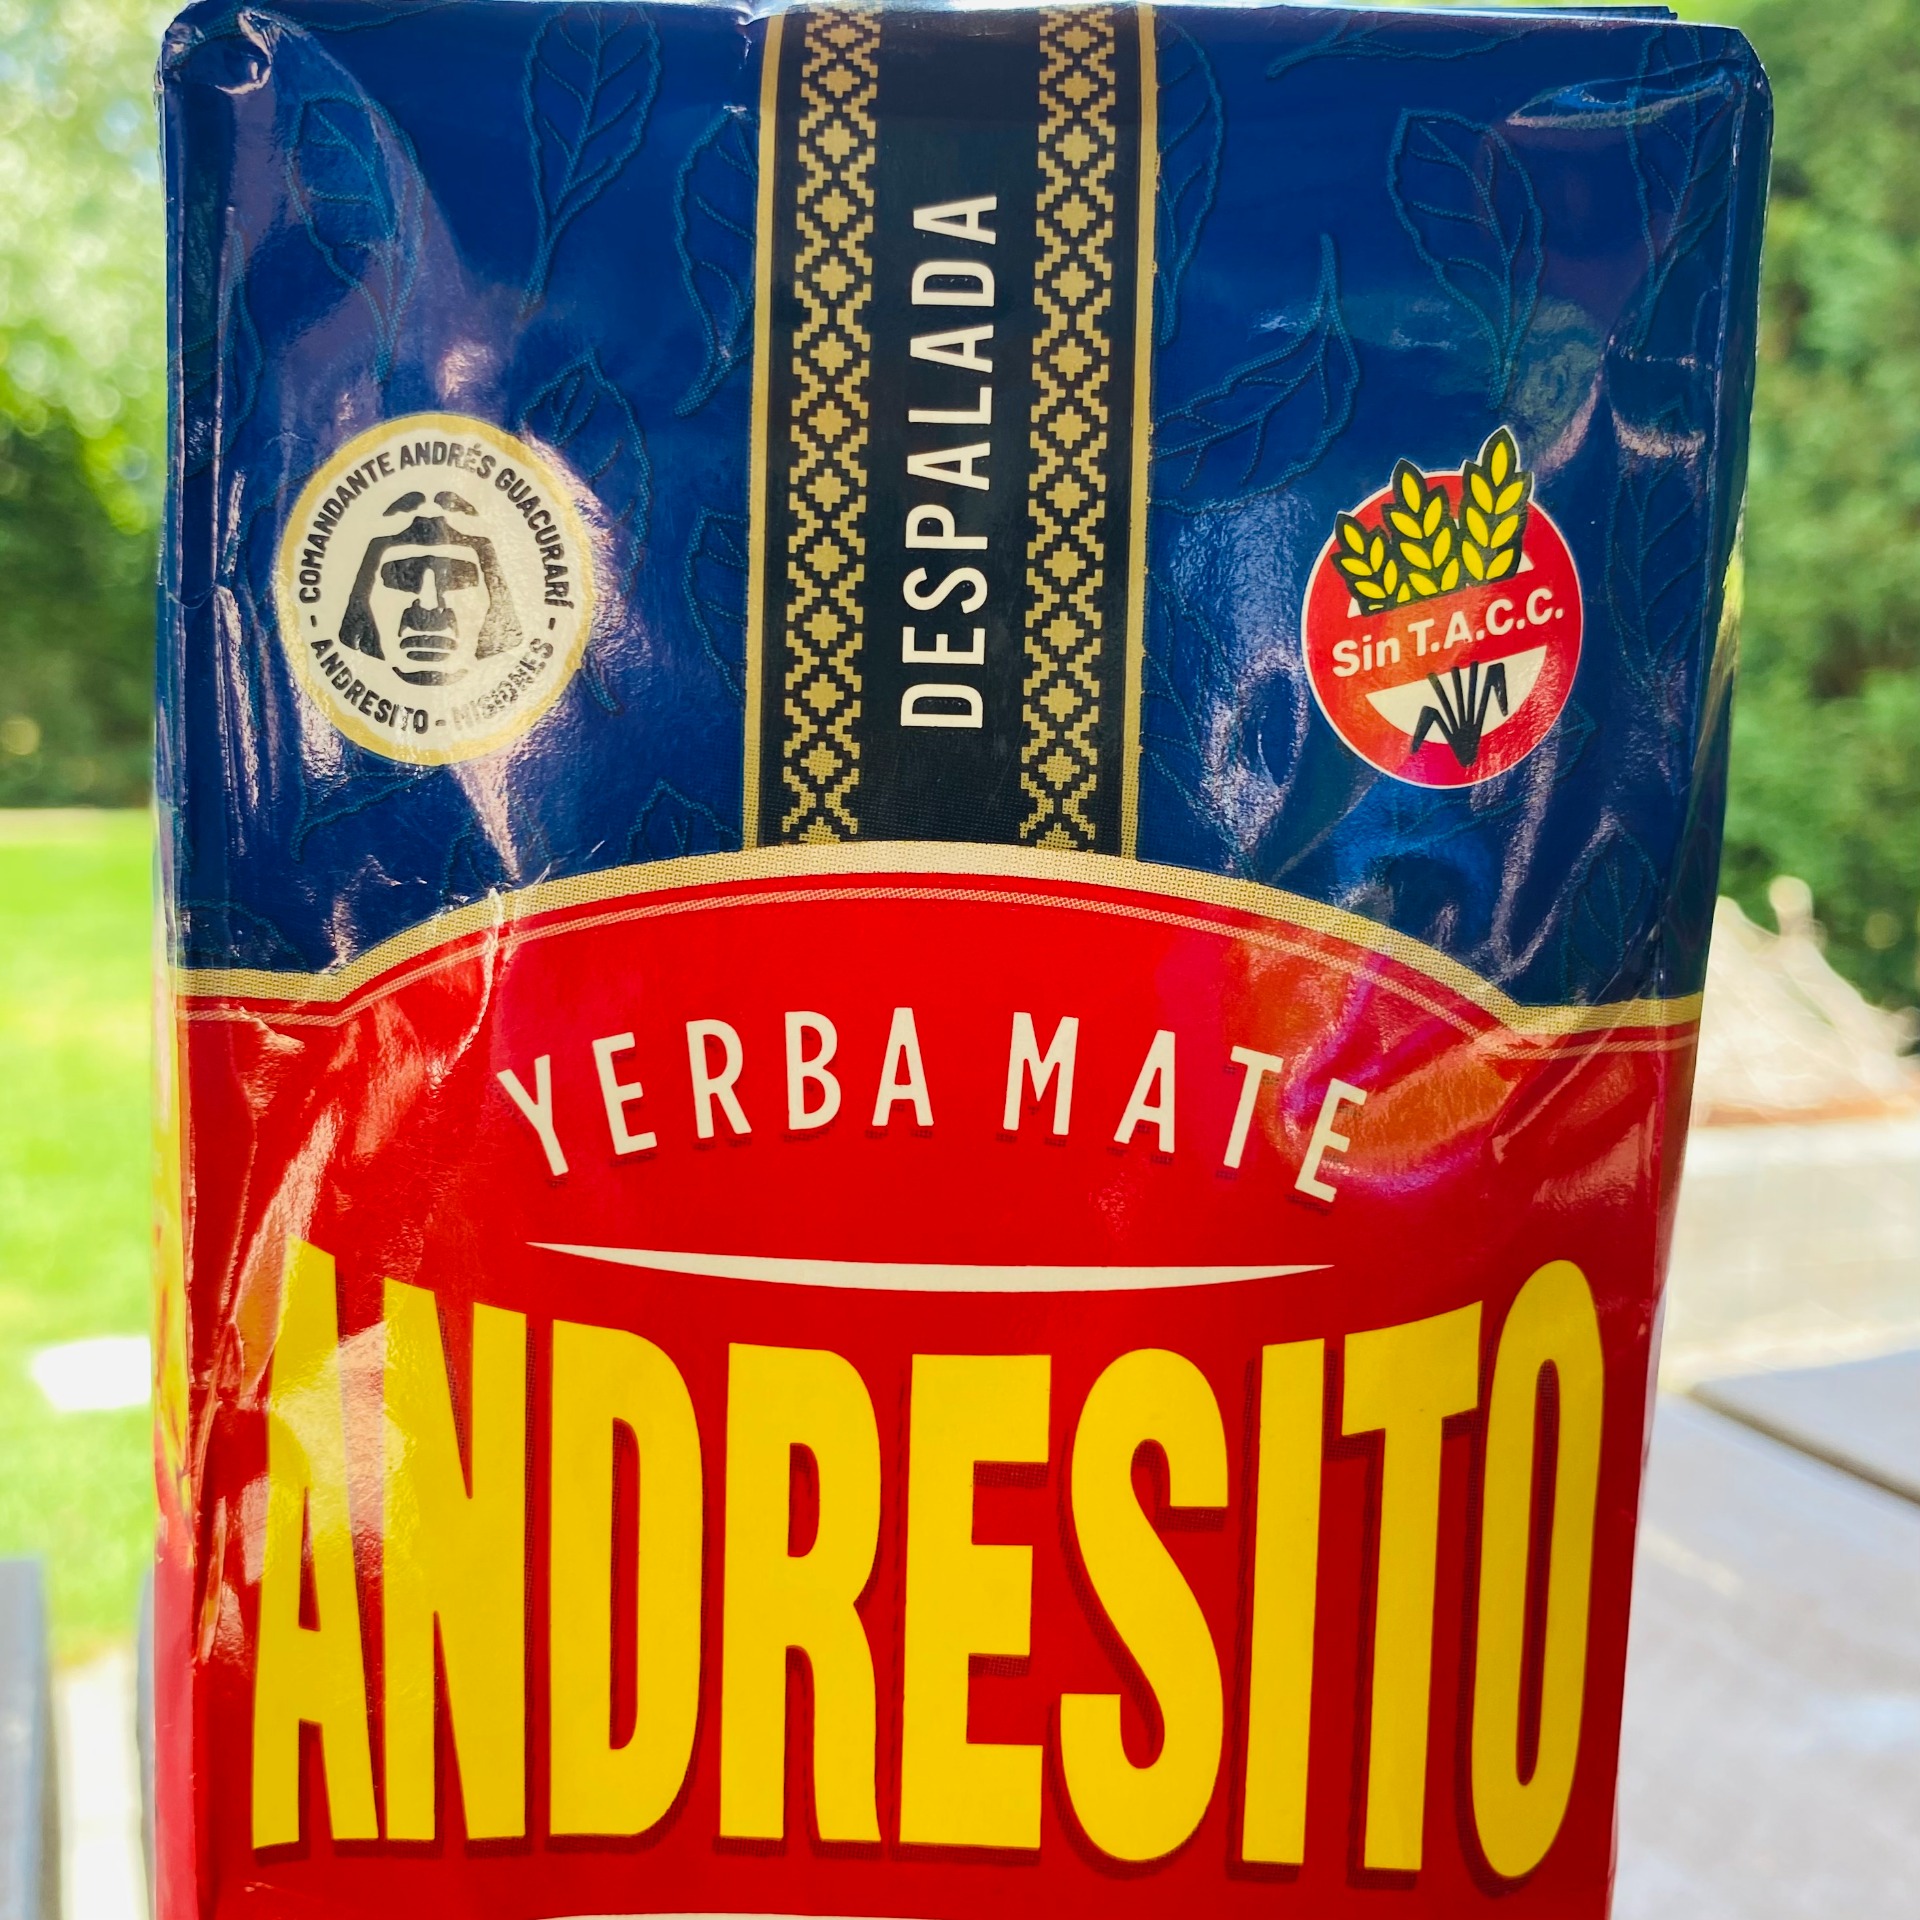 DESPALADA
- COMANDANTE ANDRÉS GUACURARÍ -
ANDRESITO - MISIONES
Sin T.A.C.C.
YERBA MATE
ANDRESITO